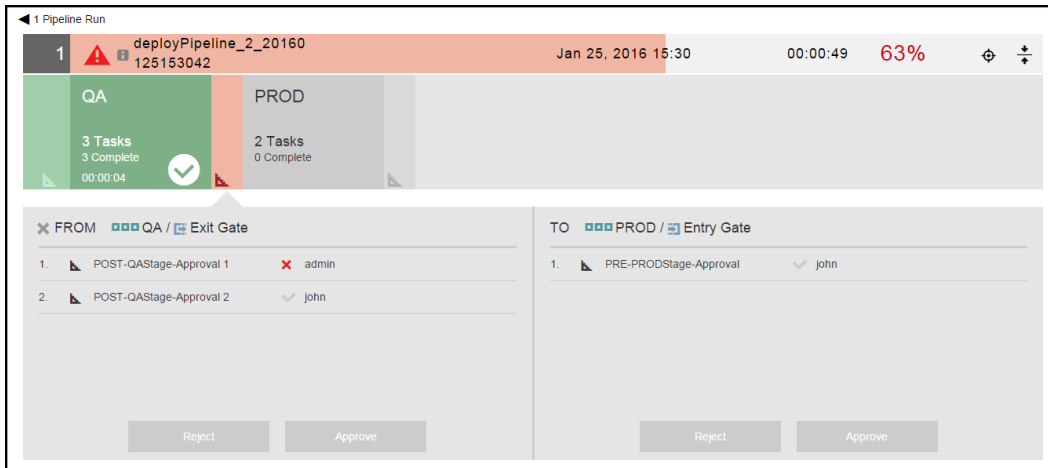 1 Pipeline Run
1 deployPipeline_2_20160 Jan 25, 2016 15:30 00:00:49 63%
125153042
QA PROD
3 Tasks 2 Tasks
3 Complete 0 Complete
00:00:04
FROM QA / Exit Gate TO PROD / Entry Gate
1. POST-QAStage-Approval 1 admin 1. PRE-PRODStage-Approval john
2. POST-QAStage-Approval 2 john
Reject Approve Reject Approve